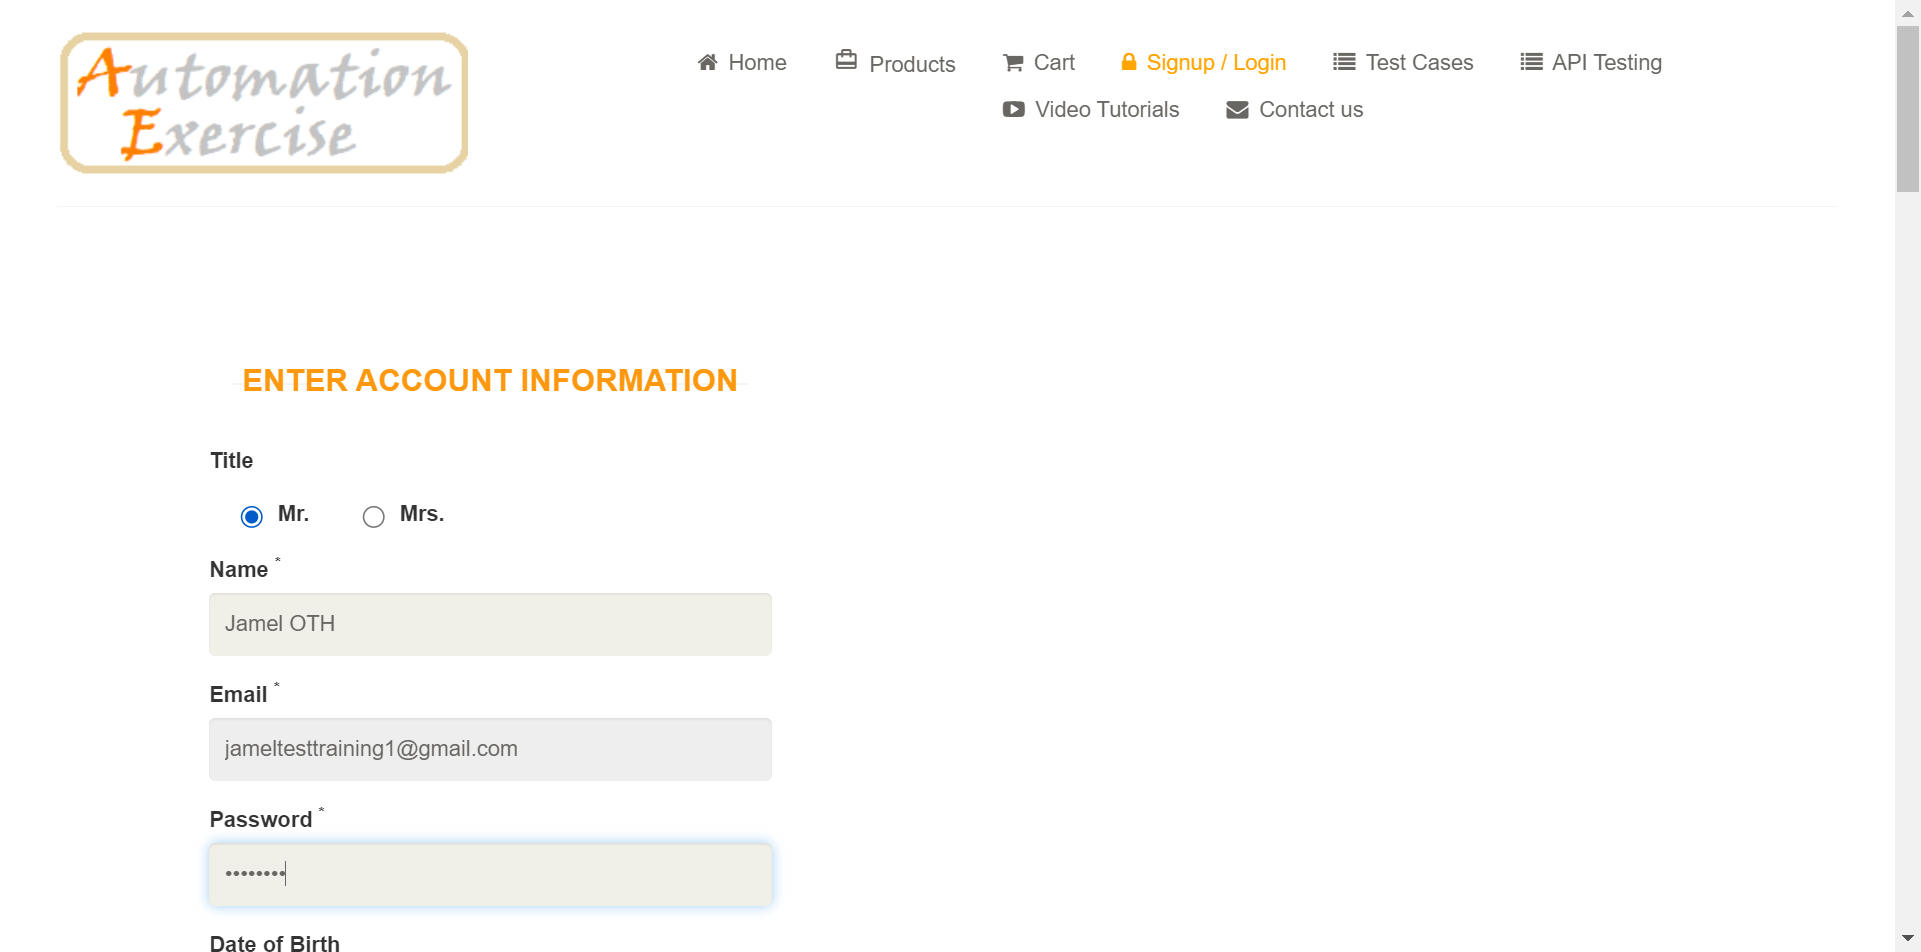 Automation
Exercise
Home
Products
Cart
Signup / Login
Test Cases
API Testing
Video Tutorials
Contact us
ENTER ACCOUNT INFORMATION
Title
Mr.
Mrs.
Name *
Jamel OTH
Email *
jameltesttraining1@gmail.com
Password *
••••••••
Date of Birth